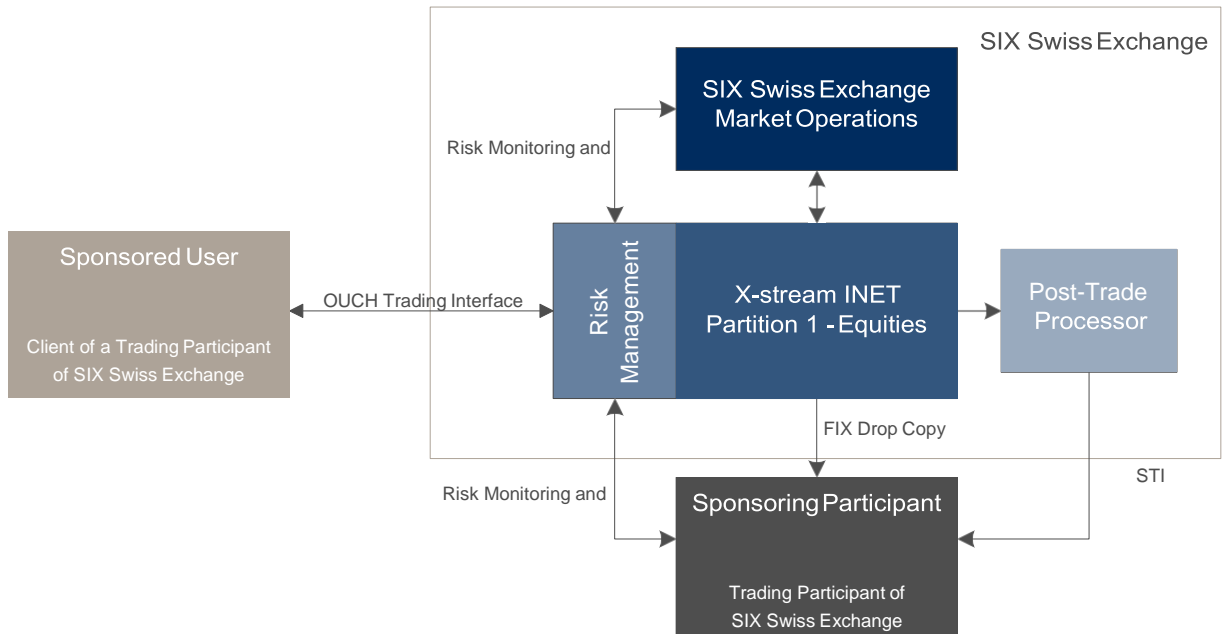 SIX Swiss Exchange
SIX Swiss Exchange
Market Operations
Risk Monitoring and
Sponsored User
Client of a Trading Participant
of SIX Swiss Exchange
OUCH Trading Interface
Risk
Management
X-stream INET
Partition 1 - Equities
Post-Trade
Processor
FIX Drop Copy
STI
Risk Monitoring and
Sponsoring Participant
Trading Participant of
SIX Swiss Exchange